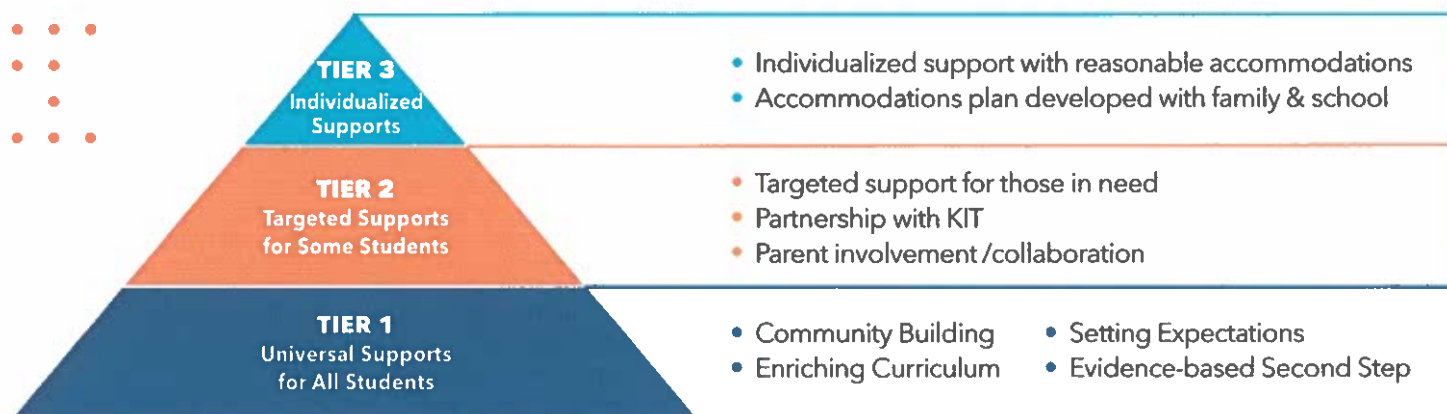 TIER 3
Individualized
Supports
• Individualized support with reasonable accommodations
• Accommodations plan developed with family & school
TIER 2
Targeted Supports
for Some Students
• Targeted support for those in need
• Partnership with KIT
• Parent involvement/collaboration
TIER 1
Universal Supports
for All Students
• Community Building
• Enriching Curriculum
• Setting Expectations
• Evidence-based Second Step